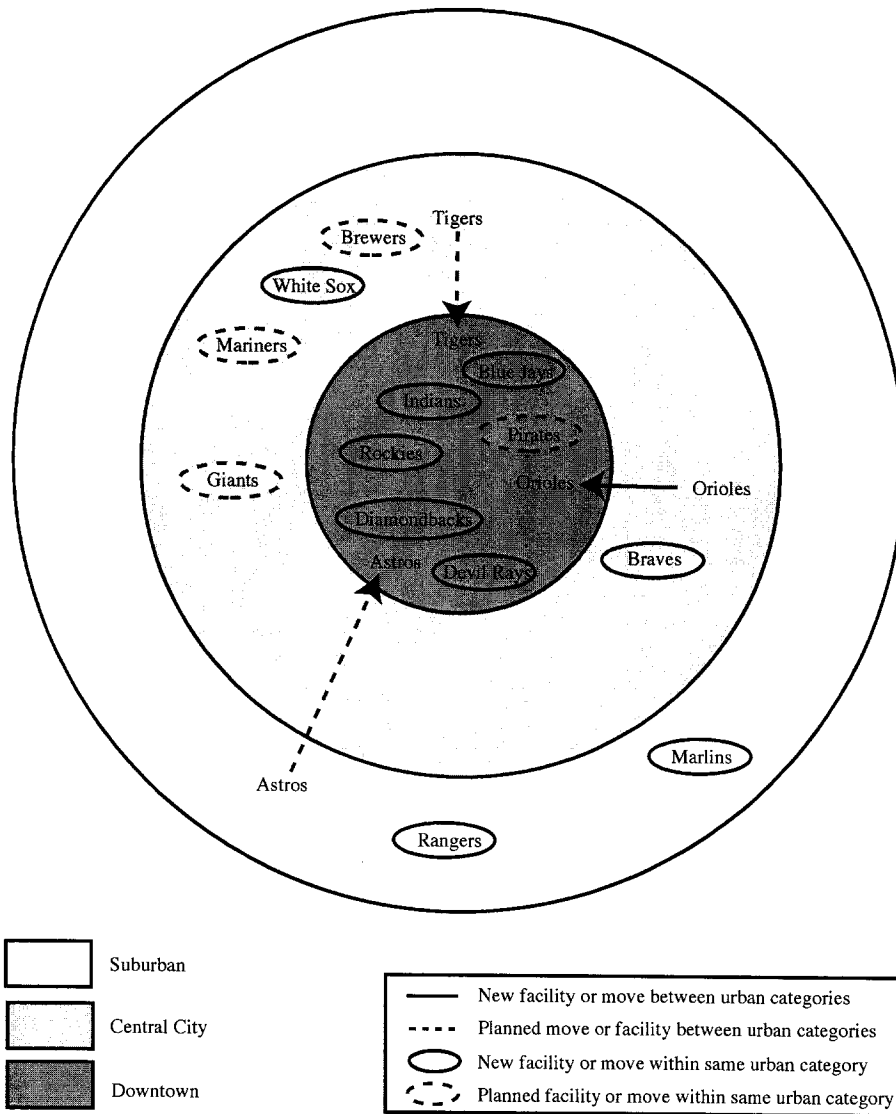 Tigers
Brewers
White Sox
Mariners
Tigers
Blue Jays
Indians
Pirates
Rockies
Giants
Orioles
Orioles
Diamondbacks
Braves
Astros
Devil Rays
Marlins
Astros
Rangers
Suburban
Central City
Downtown
New facility or move between urban categories
Planned move or facility between urban categories
New facility or move within same urban category
Planned facility or move within same urban category